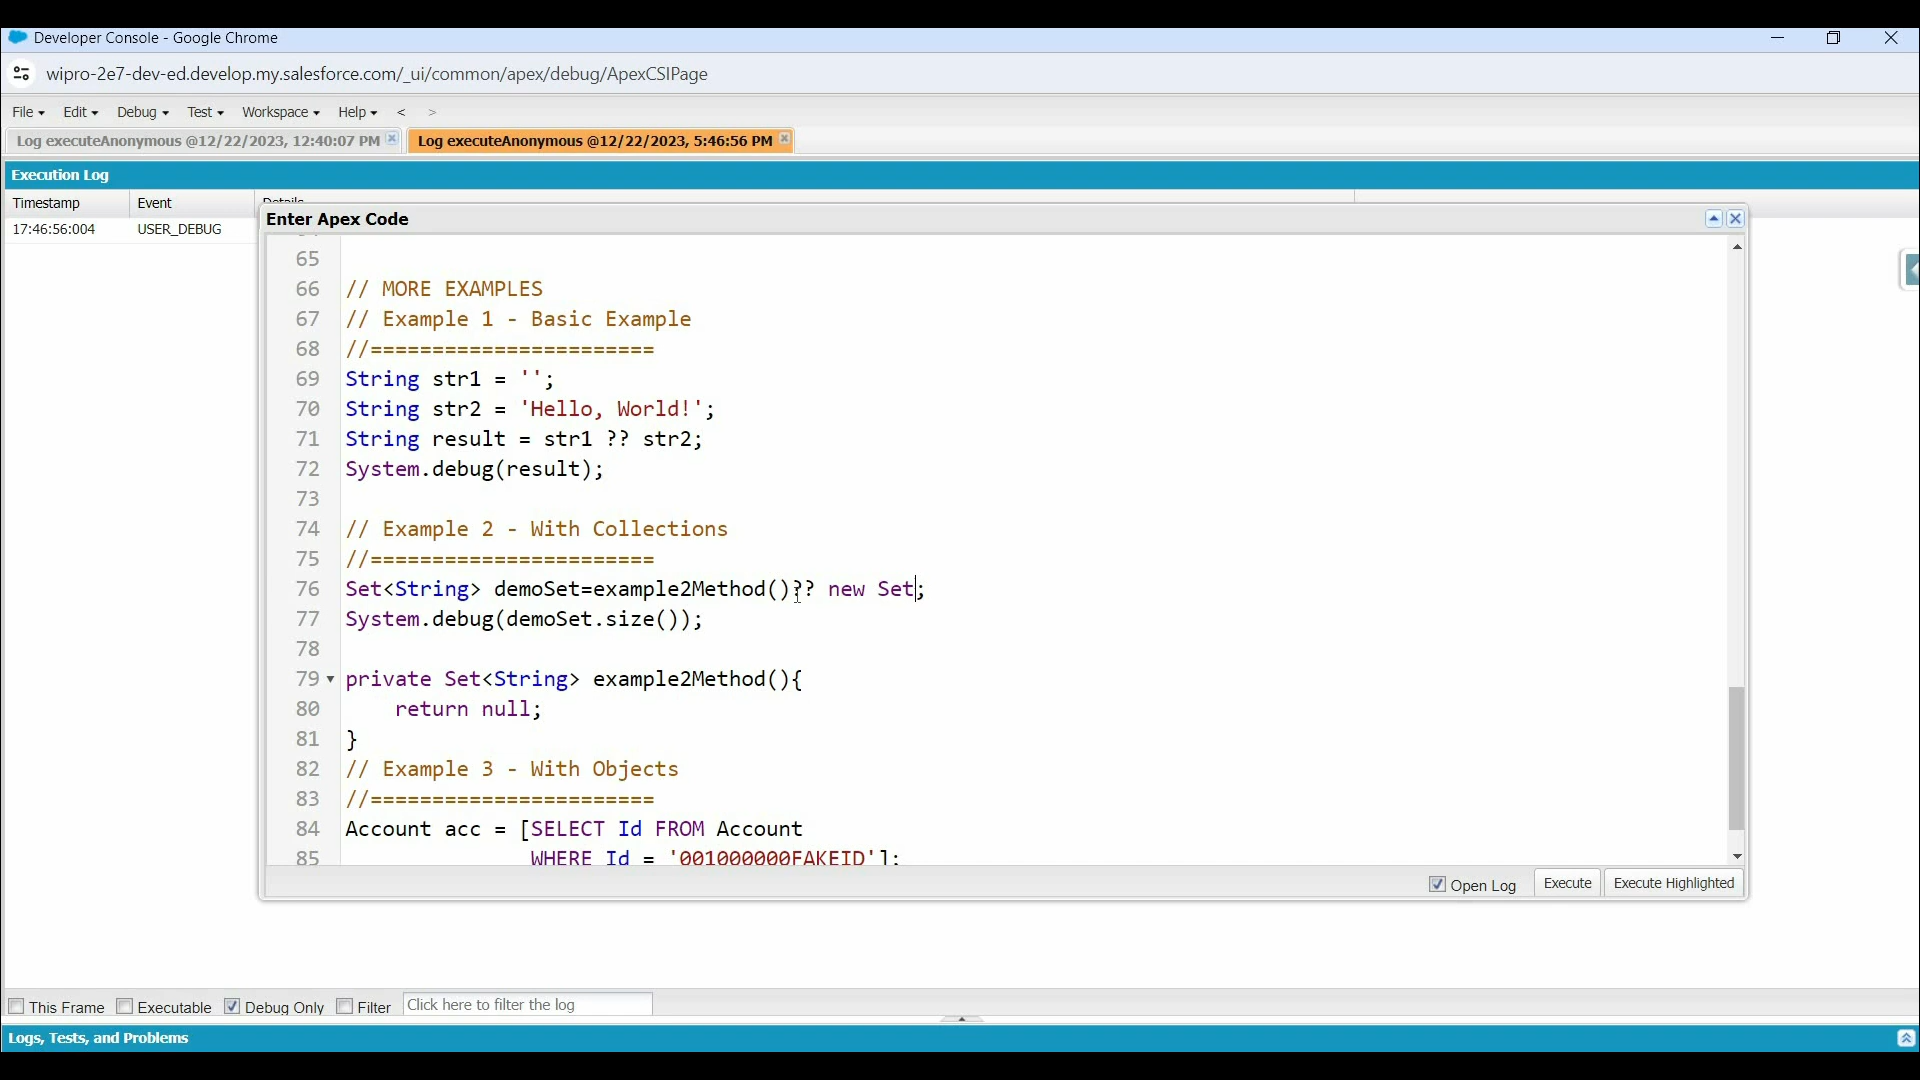 Developer Console - Google Chrome
wipro-2e7-dev-ed.develop.my.salesforce.com/_ui/common/apex/debug/ApexCSIPage
File Edit Debug Test Workspace Help < >
Log executeAnonymous @12/22/2023, 12:40:07 PM Log executeAnonymous @12/22/2023, 5:46:56 PM
Execution Log
Timestamp Event Details
17:46:56:004 USER_DEBUG
Enter Apex Code
65
66 // MORE EXAMPLES
67 // Example 1 - Basic Example
68 //=======================
69 String str1 = '';
70 String str2 = 'Hello, World!';
71 String result = str1 ?? str2;
72 System.debug(result);
73
74 // Example 2 - With Collections
75 //=======================
76 Set<String> demoSet=example2Method()?? new Set;
77 System.debug(demoSet.size());
78
79 private Set<String> example2Method(){
80 return null;
81 }
82 // Example 3 - With Objects
83 //=======================
84 Account acc = [SELECT Id FROM Account
85 WHERE Id = '001000000FAKEID'];
Open Log Execute Execute Highlighted
This Frame Executable Debug Only Filter Click here to filter the log
Logs, Tests, and Problems